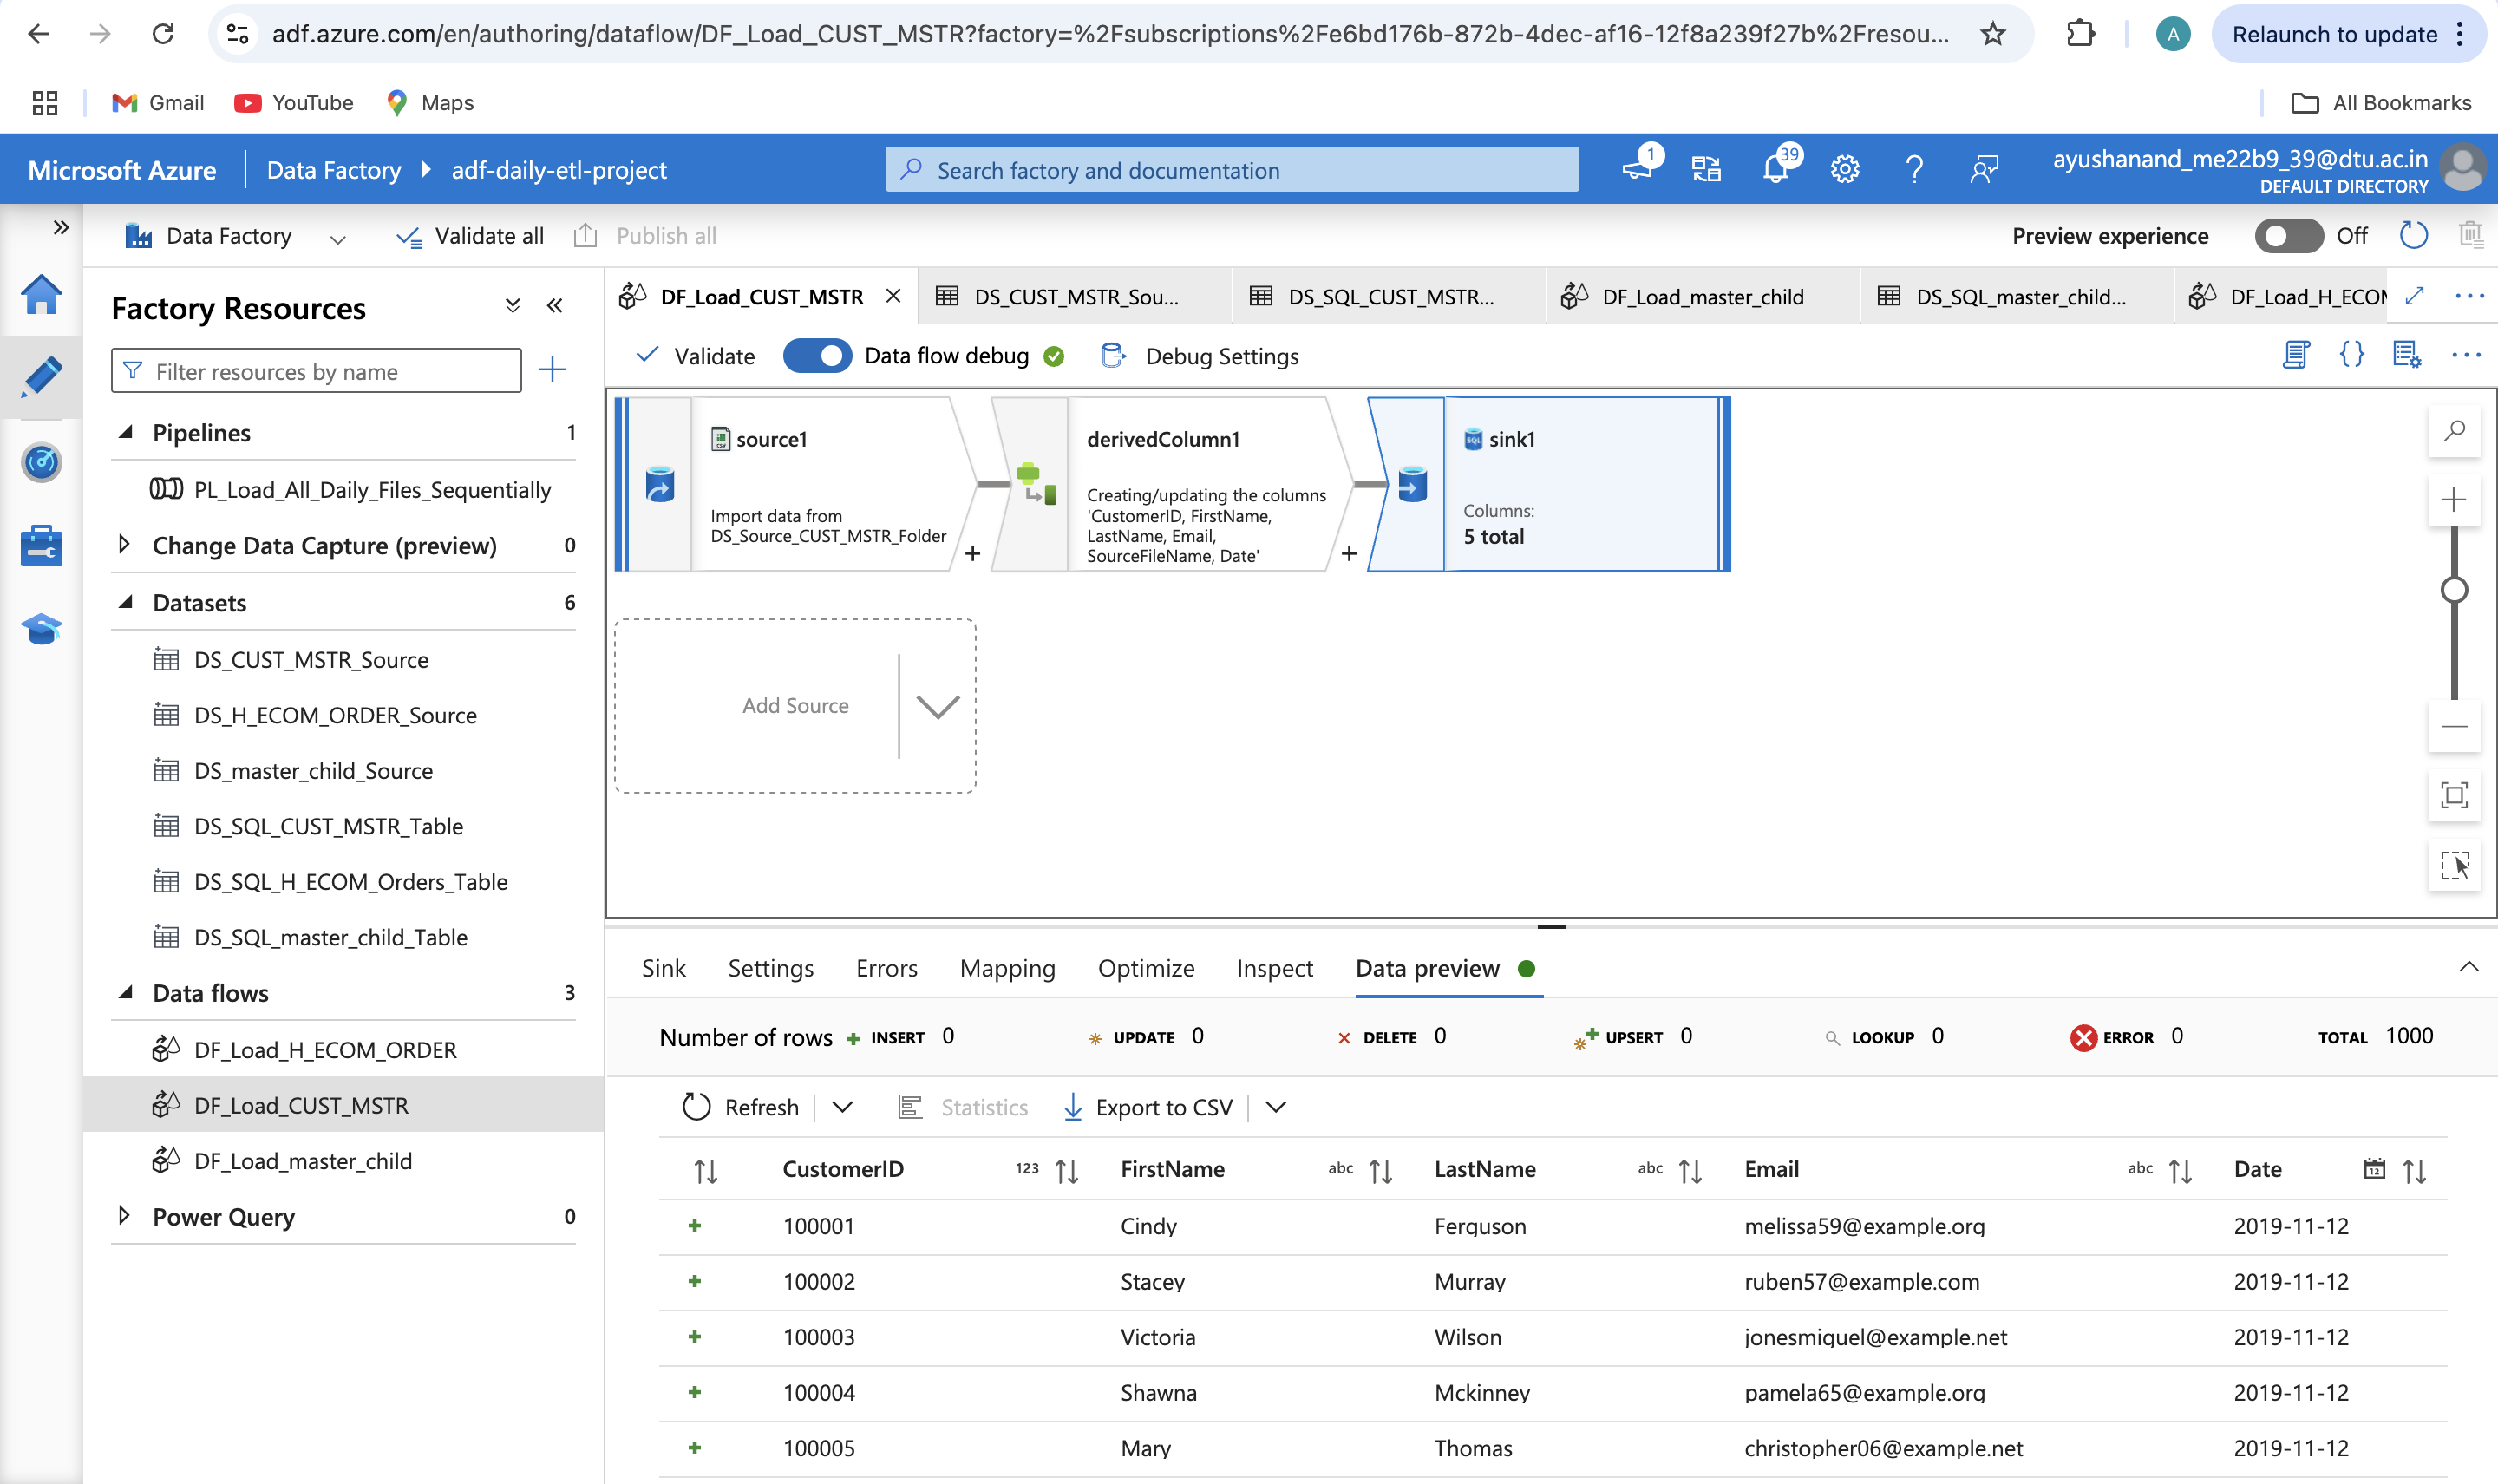 adf.azure.com/en/authoring/dataflow/DF_Load_CUST_MSTR?factory=%2Fsubscriptions%2Fe6bd176b-872b-4dec-af16-12f8a239f27b%2Fresou...
A
Relaunch to update
Gmail
YouTube
Maps
All Bookmarks
Microsoft Azure
Data Factory
adf-daily-etl-project
Search factory and documentation
1
39
ayushanand_me22b9_39@dtu.ac.in
DEFAULT DIRECTORY
Data Factory
Validate all
Publish all
Preview experience
Off
Factory Resources
Filter resources by name
Pipelines 1
PL_Load_All_Daily_Files_Sequentially
Change Data Capture (preview) 0
Datasets 6
DS_CUST_MSTR_Source
DS_H_ECOM_ORDER_Source
DS_master_child_Source
DS_SQL_CUST_MSTR_Table
DS_SQL_H_ECOM_Orders_Table
DS_SQL_master_child_Table
Data flows 3
DF_Load_H_ECOM_ORDER
DF_Load_CUST_MSTR
DF_Load_master_child
Power Query 0
DF_Load_CUST_MSTR
DS_CUST_MSTR_Sou...
DS_SQL_CUST_MSTR...
DF_Load_master_child
DS_SQL_master_child...
DF_Load_H_ECOM
Validate
Data flow debug
Debug Settings
source1
Import data from
DS_Source_CUST_MSTR_Folder
derivedColumn1
Creating/updating the columns
'CustomerID, FirstName,
LastName, Email,
SourceFileName, Date'
sink1
Columns:
5 total
Add Source
Sink
Settings
Errors
Mapping
Optimize
Inspect
Data preview
Number of rows INSERT 0 UPDATE 0 DELETE 0 UPSERT 0 LOOKUP 0 ERROR 0 TOTAL 1000
Refresh
Statistics
Export to CSV
CustomerID 123 FirstName abc LastName abc Email abc Date 12
100001 Cindy Ferguson melissa59@example.org 2019-11-12
100002 Stacey Murray ruben57@example.com 2019-11-12
100003 Victoria Wilson jonesmiguel@example.net 2019-11-12
100004 Shawna Mckinney pamela65@example.org 2019-11-12
100005 Mary Thomas christopher06@example.net 2019-11-12